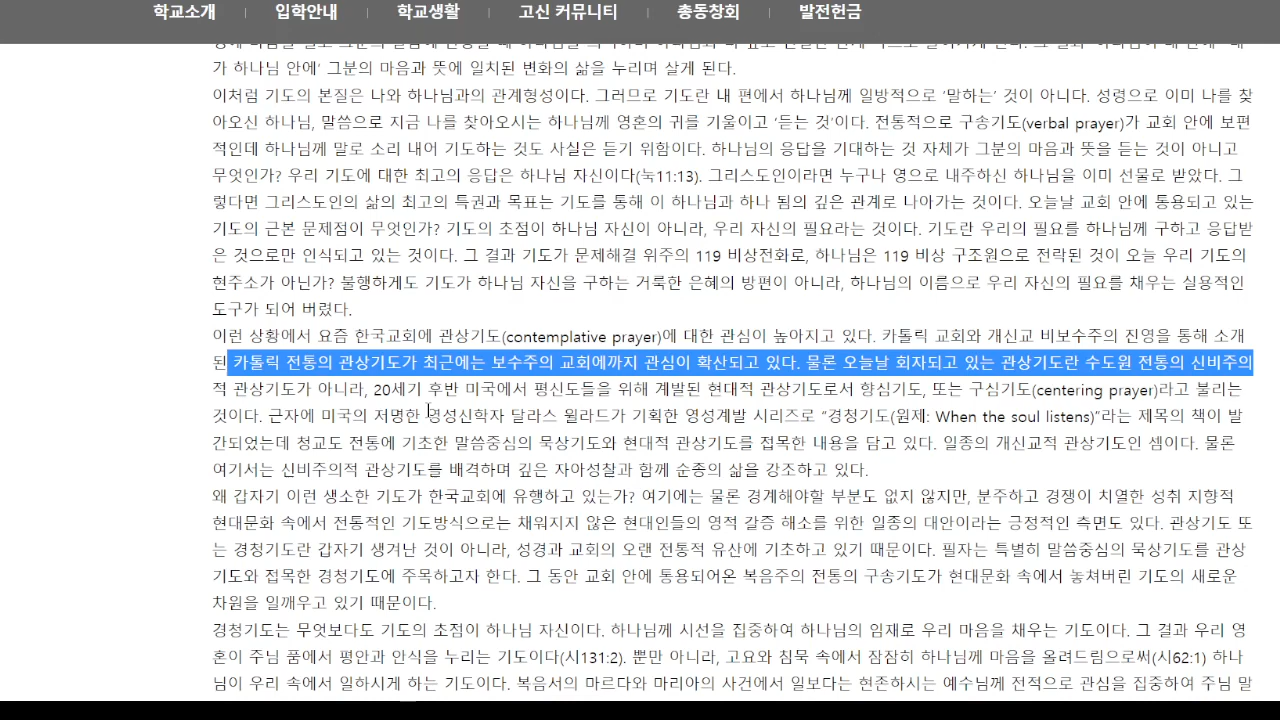 학교소개 입학안내 학교생활 고신 커뮤니티 총동창회 발전헌금
가 하나님 안에’ 그분의 마음과 뜻에 일치된 변화의 삶을 누리며 살게 된다.
이처럼 기도의 본질은 나와 하나님과의 관계형성이다. 그러므로 기도란 내 편에서 하나님께 일방적으로 ‘말하는’ 것이 아니다. 성령으로 이미 나를 찾
아오신 하나님, 말씀으로 지금 나를 찾아오시는 하나님께 영혼의 귀를 기울이고 ‘듣는 것’이다. 전통적으로 구송기도(verbal prayer)가 교회 안에 보편
적인데 하나님께 말로 소리 내어 기도하는 것도 사실은 듣기 위함이다. 하나님의 응답을 기대하는 것 자체가 그분의 마음과 뜻을 듣는 것이 아니고
무엇인가? 우리 기도에 대한 최고의 응답은 하나님 자신이다(눅11:13). 그리스도인이라면 누구나 영으로 내주하신 하나님을 이미 선물로 받았다. 그
렇다면 그리스도인의 삶의 최고의 특권과 목표는 기도를 통해 이 하나님과 하나 됨의 깊은 관계로 나아가는 것이다. 오늘날 교회 안에 통용되고 있는
기도의 근본 문제점이 무엇인가? 기도의 초점이 하나님 자신이 아니라, 우리 자신의 필요라는 것이다. 기도란 우리의 필요를 하나님께 구하고 응답받
은 것으로만 인식되고 있는 것이다. 그 결과 기도가 문제해결 위주의 119 비상전화로, 하나님은 119 비상 구조원으로 전락된 것이 오늘 우리 기도의
현주소가 아닌가? 불행하게도 기도가 하나님 자신을 구하는 거룩한 은혜의 방편이 아니라, 하나님의 이름으로 우리 자신의 필요를 채우는 실용적인
도구가 되어 버렸다.
이런 상황에서 요즘 한국교회에 관상기도(contemplative prayer)에 대한 관심이 높아지고 있다. 카톨릭 교회와 개신교 비보수주의 진영을 통해 소개
된 카톨릭 전통의 관상기도가 최근에는 보수주의 교회에까지 관심이 확산되고 있다. 물론 오늘날 회자되고 있는 관상기도란 수도원 전통의 신비주의
적 관상기도가 아니라, 20세기 후반 미국에서 평신도들을 위해 계발된 현대적 관상기도로서 향심기도, 또는 구심기도(centering prayer)라고 불리는
것이다. 근자에 미국의 저명한 영성신학자 달라스 윌라드가 기획한 영성계발 시리즈로 “경청기도(원제: When the soul listens)”라는 제목의 책이 발
간되었는데 청교도 전통에 기초한 말씀중심의 묵상기도와 현대적 관상기도를 접목한 내용을 담고 있다. 일종의 개신교적 관상기도인 셈이다. 물론
여기서는 신비주의적 관상기도를 배격하며 깊은 자아성찰과 함께 순종의 삶을 강조하고 있다.
왜 갑자기 이런 생소한 기도가 한국교회에 유행하고 있는가? 여기에는 물론 경계해야할 부분도 없지 않지만, 분주하고 경쟁이 치열한 성취 지향적
현대문화 속에서 전통적인 기도방식으로는 채워지지 않은 현대인들의 영적 갈증 해소를 위한 일종의 대안이라는 긍정적인 측면도 있다. 관상기도 또
는 경청기도란 갑자기 생겨난 것이 아니라, 성경과 교회의 오랜 전통적 유산에 기초하고 있기 때문이다. 필자는 특별히 말씀중심의 묵상기도를 관상
기도와 접목한 경청기도에 주목하고자 한다. 그 동안 교회 안에 통용되어온 복음주의 전통의 구송기도가 현대문화 속에서 놓쳐버린 기도의 새로운
차원을 일깨우고 있기 때문이다.
경청기도는 무엇보다도 기도의 초점이 하나님 자신이다. 하나님께 시선을 집중하여 하나님의 임재로 우리 마음을 채우는 기도이다. 그 결과 우리 영
혼이 주님 품에서 평안과 안식을 누리는 기도이다(시131:2). 뿐만 아니라, 고요와 침묵 속에서 잠잠히 하나님께 마음을 올려드림으로써(시62:1) 하나
님이 우리 속에서 일하시게 하는 기도이다. 복음서의 마르다와 마리아의 사건에서 일보다는 현존하시는 예수님께 전적으로 관심을 집중하여 주님 말